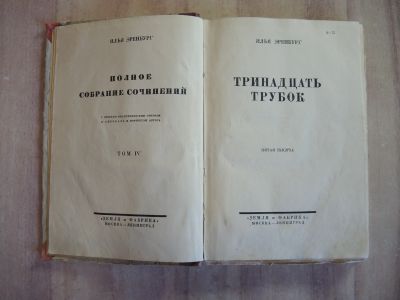 ИЛЬЯ ЭРЕНБУРГ
ПОЛНОЕ
СОБРАНИЕ СОЧИНЕНИЙ
ТОМ IV
«ЗЕМЛЯ и ФАБРИКА»
МОСКВА—ЛЕНИНГРАД
ИЛЬЯ ЭРЕНБУРГ
ТРИНАДЦАТЬ
ТРУБОК
«ЗЕМЛЯ и ФАБРИКА»
МОСКВА—ЛЕНИНГРАД